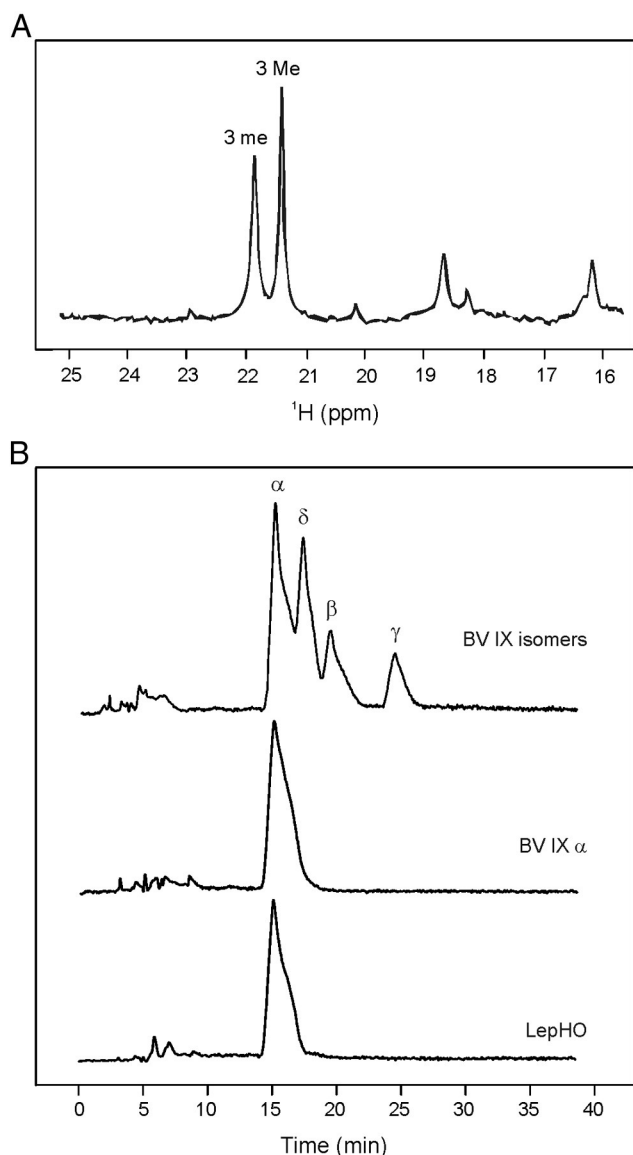 A
3 Me
3 me
25 24 23 22 21 20 19 18 17 16
¹H (ppm)
B
α
δ
β
γ
BV IX isomers
BV IX α
LepHO
0 5 10 15 20 25 30 35 40
Time (min)